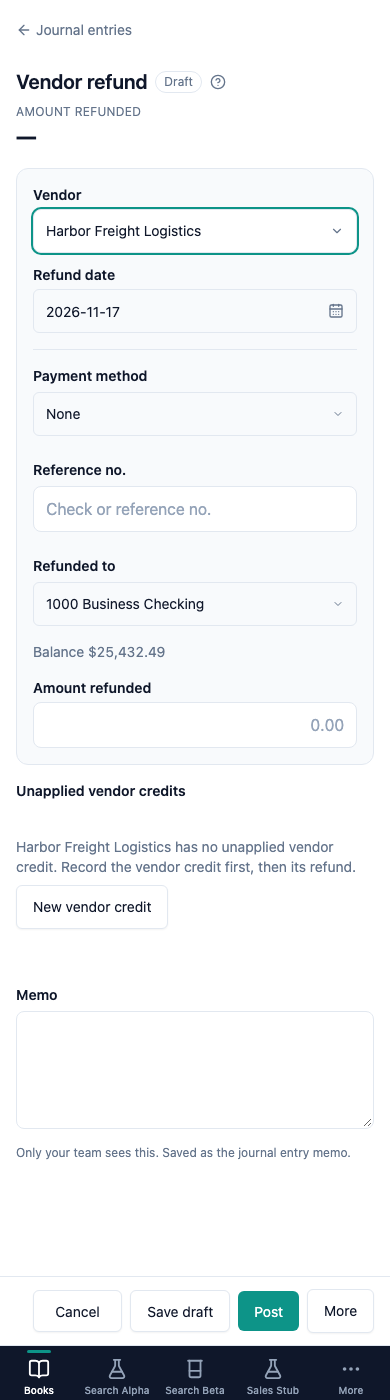 Journal entries
Vendor refund Draft
AMOUNT REFUNDED
—
Vendor
Harbor Freight Logistics
Refund date
2026-11-17
Payment method
None
Reference no.
Check or reference no.
Refunded to
1000 Business Checking
Balance $25,432.49
Amount refunded
0.00
Unapplied vendor credits
Harbor Freight Logistics has no unapplied vendor
credit. Record the vendor credit first, then its refund.
New vendor credit
Memo
Only your team sees this. Saved as the journal entry memo.
Cancel Save draft Post More
Books Search Alpha Search Beta Sales Stub More